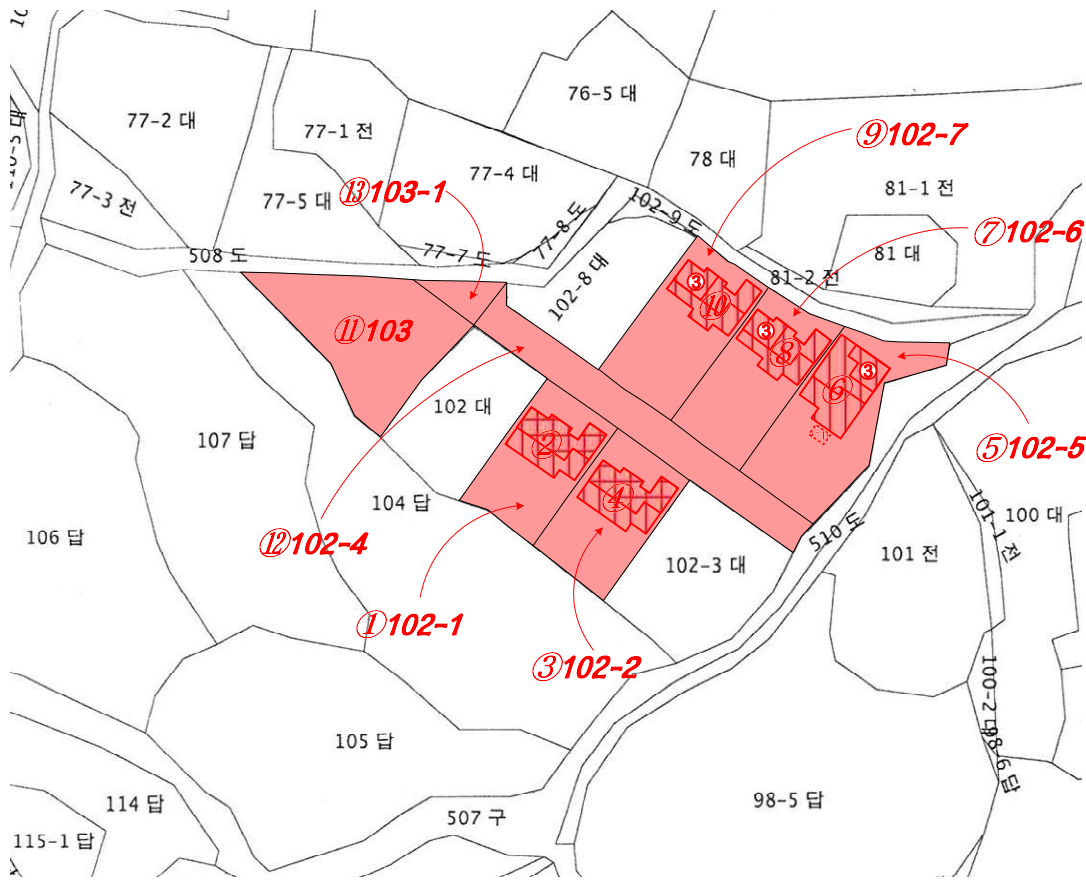 76-5 대
77-2 대
77-1 전
⑨102-7
78 대
77-4 대
81-1 전
77-3 전
77-5 대
⑬103-1
102-9 도
77-8 도
⑦102-6
508 도
77-7 도
81 대
102-8 대
81-2 전
③
⑩
⑪103
③
⑧
③
⑥
102 대
107 답
②
⑤102-5
④
104 답
101-1 전
100 대
106 답
⑫102-4
510 도
101 전
102-3 대
①102-1
③102-2
100-2 대
105 답
98-6 답
114 답
98-5 답
507 구
115-1 답